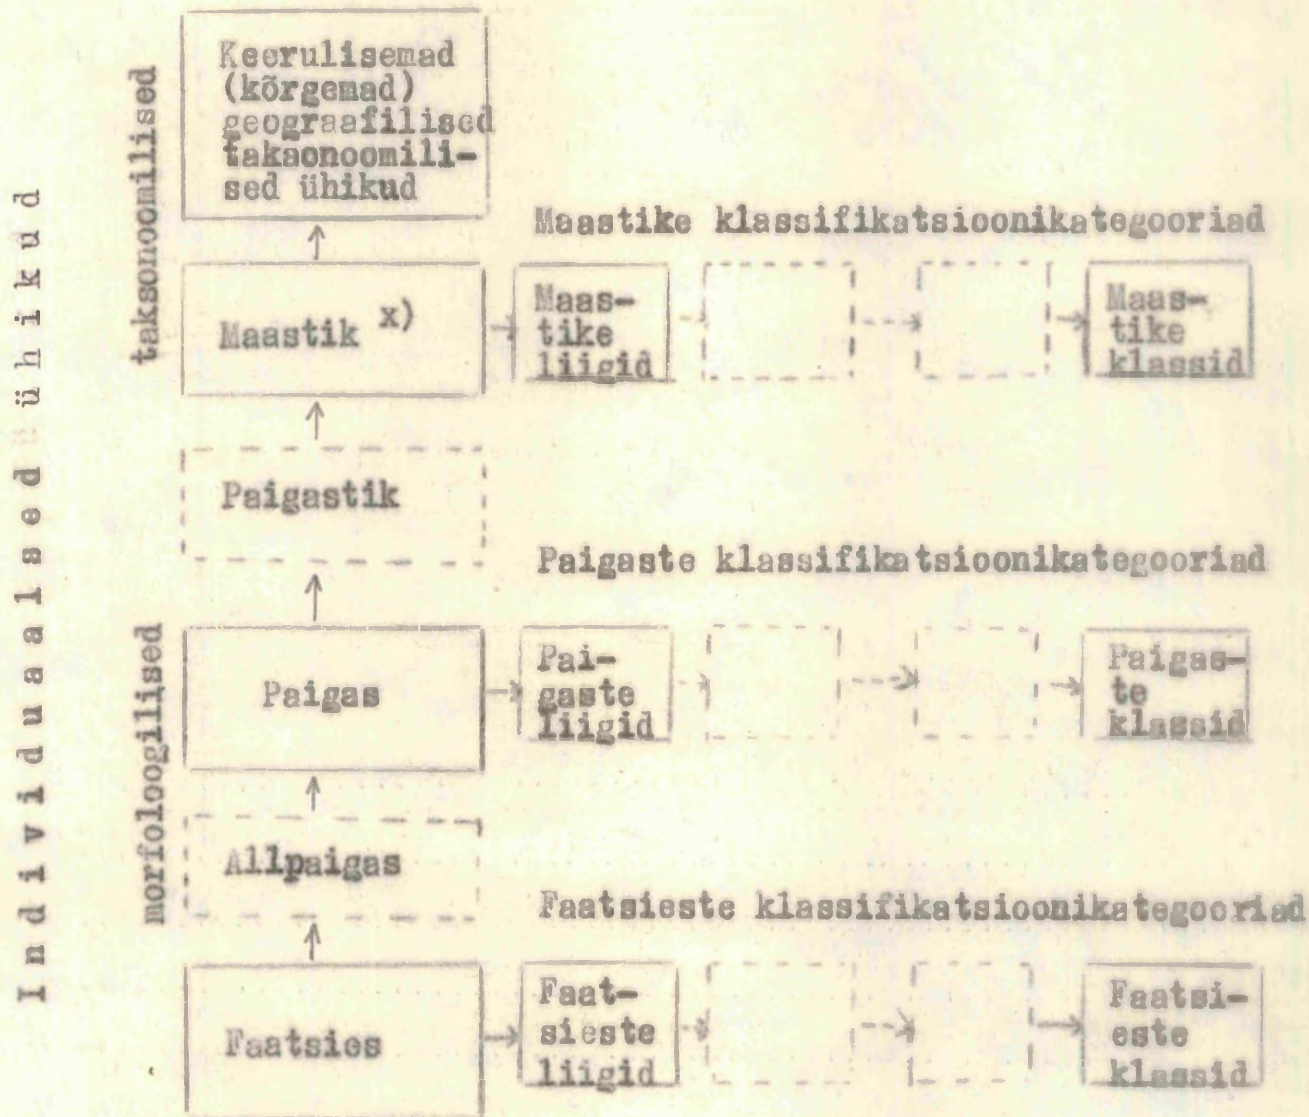 Individuaalsed ühikud
taksonoomilised
morfoloogilised
Keerulisemad
(kõrgemad)
geograafilised
takaonoomili-
sed ühikud
Maastike klassifikatsioonikategooriad
Maastik x)
Maas-
tike
liigid
Maas-
tike
klassid
Paigastik
Paigaste klassifikatsioonikategooriad
Paigas
Pai-
gaste
liigid
Paigas-
te
klassid
Allpaigas
Faatsieste klassifikatsioonikategooriad
Faatsies
Faat-
sieste
liigid
Faatsi-
este
klassid